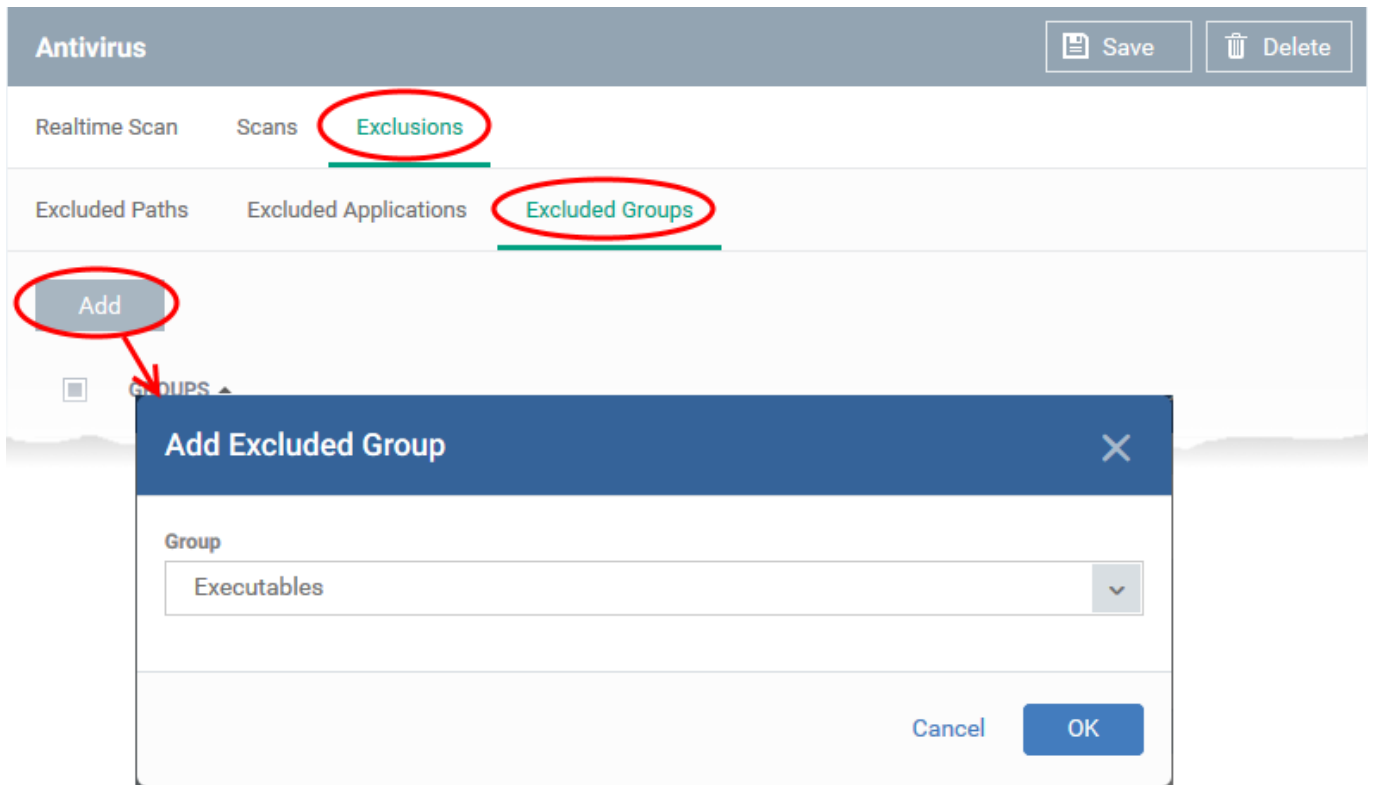 Antivirus Save Delete
Realtime Scan Scans Exclusions
Excluded Paths Excluded Applications Excluded Groups
Add
GROUPS
Add Excluded Group
Group
Executables
Cancel OK